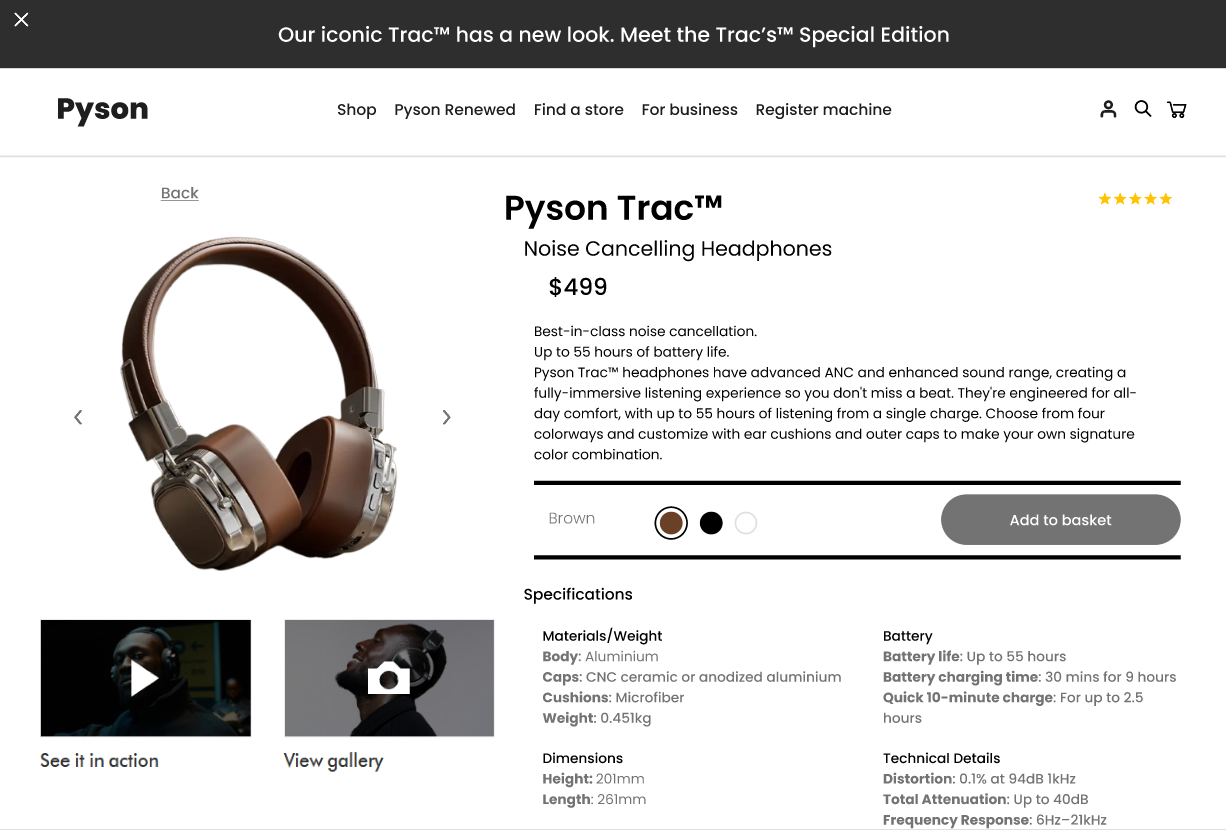 Our iconic Trac™ has a new look. Meet the Trac’s™ Special Edition
Pyson
Shop
Pyson Renewed
Find a store
For business
Register machine
Back
Pyson Trac™
Noise Cancelling Headphones
$499
Best-in-class noise cancellation.
Up to 55 hours of battery life.
Pyson Trac™ headphones have advanced ANC and enhanced sound range, creating a
fully-immersive listening experience so you don't miss a beat. They're engineered for all-
day comfort, with up to 55 hours of listening from a single charge. Choose from four
colorways and customize with ear cushions and outer caps to make your own signature
color combination.
Brown
Add to basket
See it in action
View gallery
Specifications
Materials/Weight
Body: Aluminium
Caps: CNC ceramic or anodized aluminium
Cushions: Microfiber
Weight: 0.451kg
Dimensions
Height: 201mm
Length: 261mm
Battery
Battery life: Up to 55 hours
Battery charging time: 30 mins for 9 hours
Quick 10-minute charge: For up to 2.5
hours
Technical Details
Distortion: 0.1% at 94dB 1kHz
Total Attenuation: Up to 40dB
Frequency Response: 6Hz–21kHz